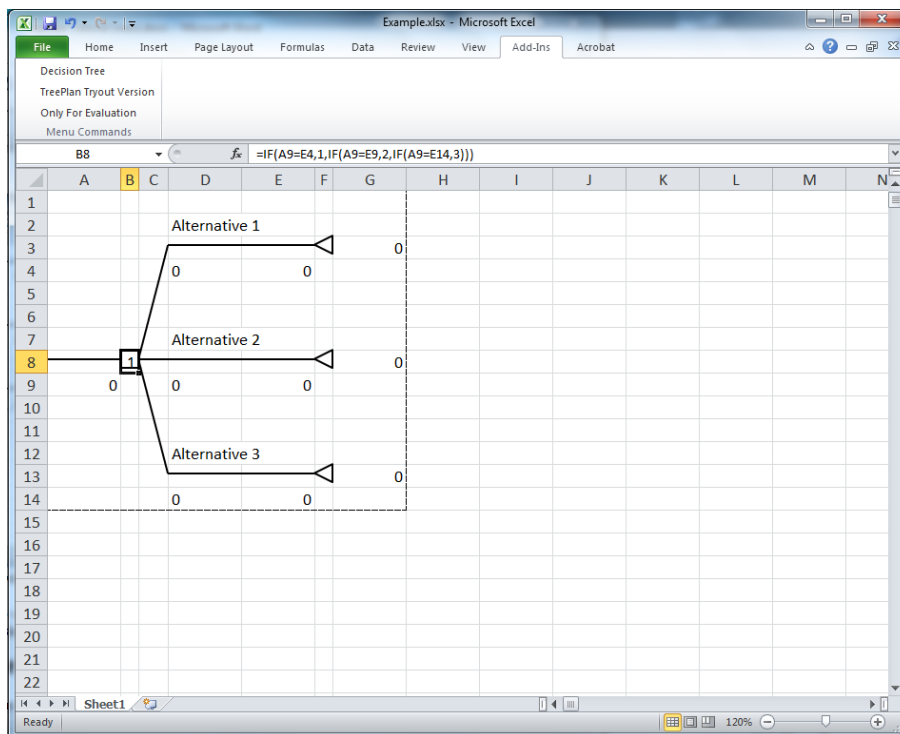 Example.xlsx - Microsoft Excel
File Home Insert Page Layout Formulas Data Review View Add-Ins Acrobat
Decision Tree
TreePlan Tryout Version
Only For Evaluation
Menu Commands
B8 fx =IF(A9=E4,1,IF(A9=E9,2,IF(A9=E14,3)))
A B C D E F G H I J K L M N
1
2 Alternative 1
3 0
4 0 0
5
6
7 Alternative 2
8 1 0
9 0 0 0
10
11
12 Alternative 3
13 0
14 0 0
15
16
17
18
19
20
21
22
Sheet1
Ready 120%